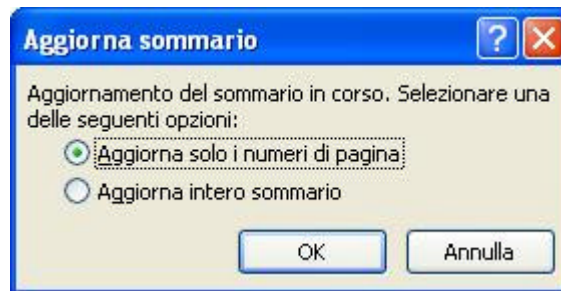 Aggiorna sommario
Aggiornamento del sommario in corso. Selezionare una
delle seguenti opzioni:
Aggiorna solo i numeri di pagina
Aggiorna intero sommario
OK Annulla